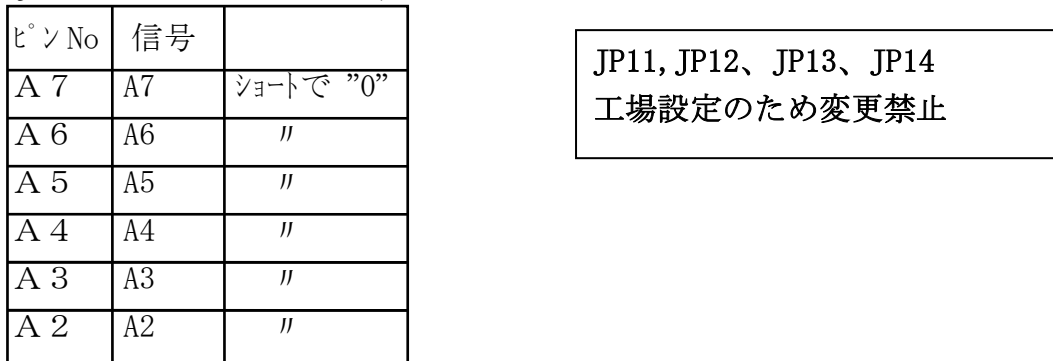 ﾋﾟﾝNo 信号
Ａ７ A7 ｼｮｰﾄで ”0”
Ａ６ A6 〃
Ａ５ A5 〃
Ａ４ A4 〃
Ａ３ A3 〃
Ａ２ A2 〃
JP11,JP12、JP13、JP14
工場設定のため変更禁止